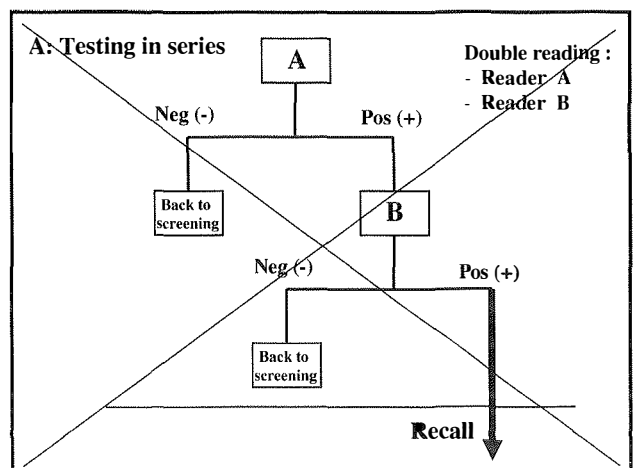 A: Testing in series
A
Double reading :
- Reader A
- Reader B
Neg (-)
Pos (+)
Back to
screening
B
Neg (-)
Pos (+)
Back to
screening
Recall